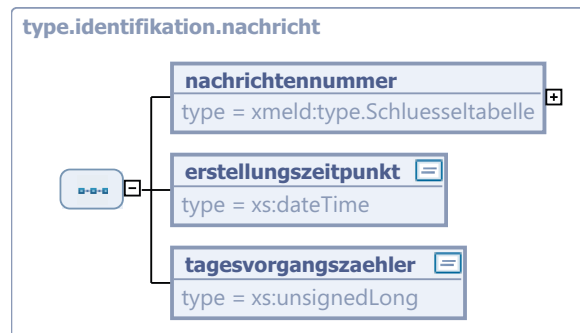 type.identifikation.nachricht
nachrichtennummer
type = xmeld:type.Schluesseltabelle
erstellungszeitpunkt
type = xs:dateTime
tagesvorgangszaehler
type = xs:unsignedLong